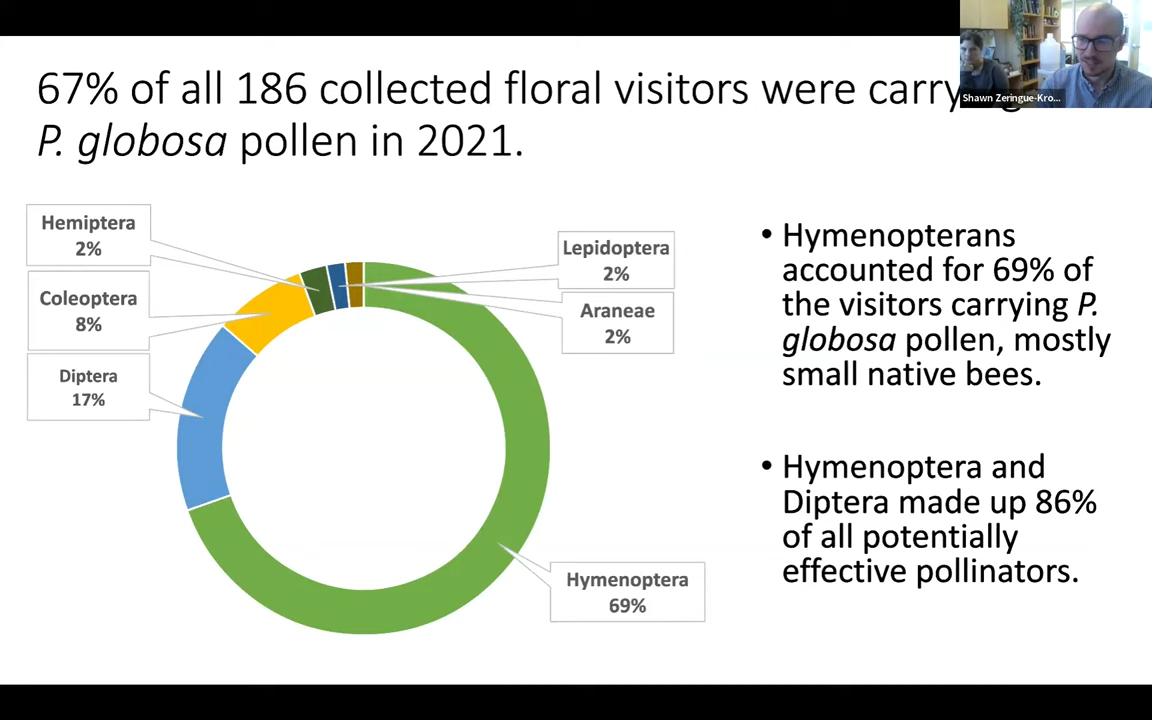 67% of all 186 collected floral visitors were carry
P. globosa pollen in 2021.
Shawn Zeringue-Kro...
Hemiptera
2%
Coleoptera
8%
Diptera
17%
Lepidoptera
2%
Araneae
2%
Hymenoptera
69%
• Hymenopterans
accounted for 69% of
the visitors carrying P.
globosa pollen, mostly
small native bees.
• Hymenoptera and
Diptera made up 86%
of all potentially
effective pollinators.